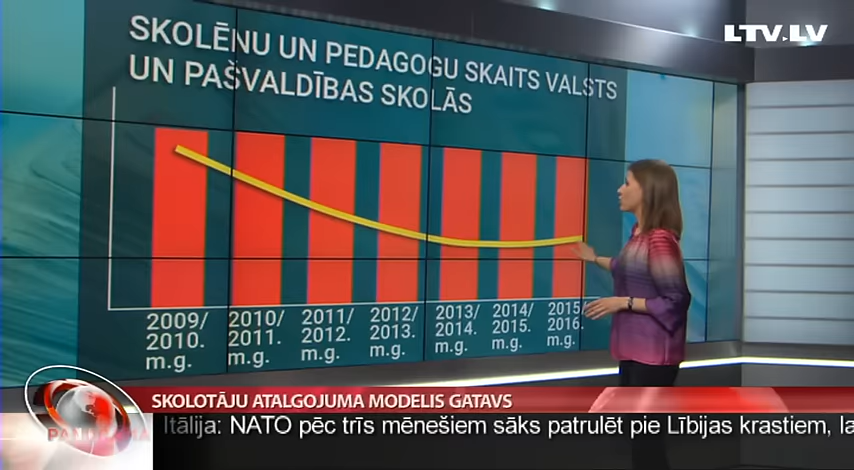 LTV.LV
SKOLĒNU UN PEDAGOGU SKAITS VALSTS
UN PAŠVALDĪBAS SKOLĀS
2009/ 2010/ 2011/ 2012/ 2013/ 2014/ 2015/
2010. 2011. 2012. 2013. 2014. 2015. 2016.
m.g. m.g. m.g. m.g. m.g. m.g. m.g.
SKOLOTĀJU ATALGOJUMA MODELIS GATAVS
PANORĀMA
Itālija: NATO pēc trīs mēnešiem sāks patrulēt pie Lībijas krastiem, la